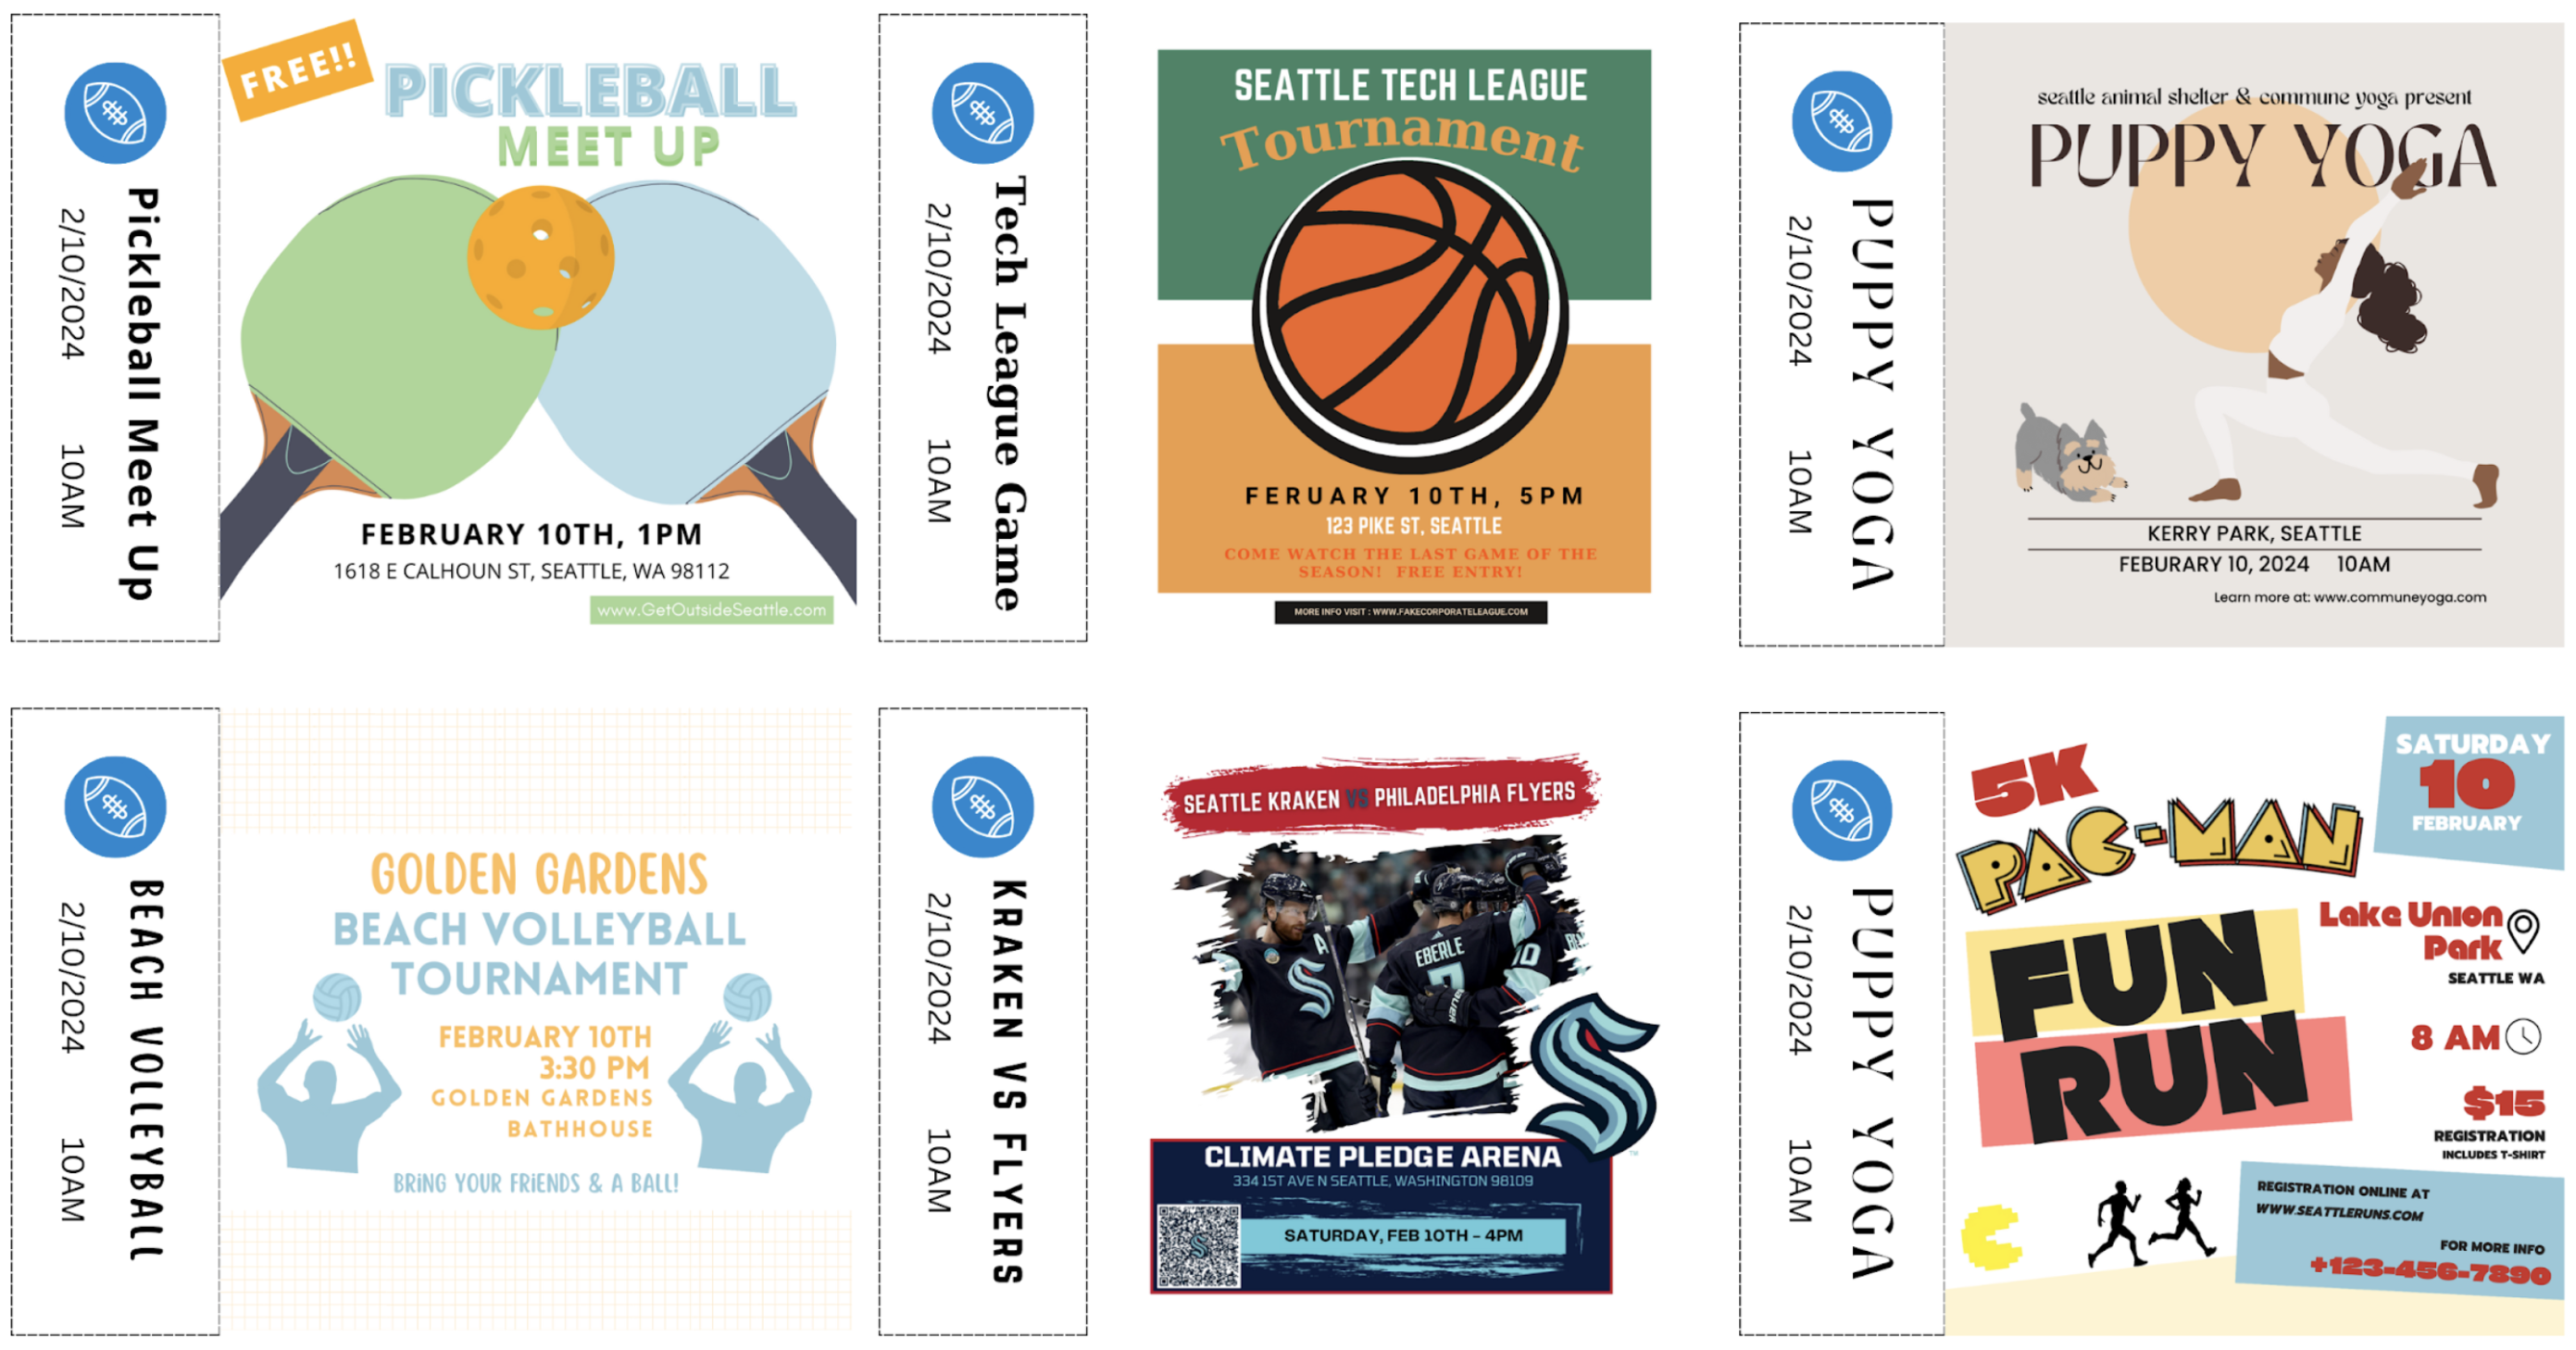 FREE!!
PICKLEBALL
MEET UP
Pickleball Meet Up
2/10/2024 10AM
FEBRUARY 10TH, 1PM
1618 E CALHOUN ST, SEATTLE, WA 98112
www.GetOutsideSeattle.com
Tech League Game
2/10/2024 10AM
SEATTLE TECH LEAGUE
Tournament
FERUARY 10TH, 5PM
123 PIKE ST, SEATTLE
COME WATCH THE LAST GAME OF THE
SEASON! FREE ENTRY!
MORE INFO VISIT : WWW.FAKECORPORATELEAGUE.COM
PUPPY YOGA
2/10/2024 10AM
seattle animal shelter & commune yoga present
PUPPY YOGA
KERRY PARK, SEATTLE
FEBURARY 10, 2024 10AM
Learn more at: www.communeyoga.com
BEACH VOLLEYBALL
2/10/2024 10AM
GOLDEN GARDENS
BEACH VOLLEYBALL
TOURNAMENT
FEBRUARY 10TH
3:30 PM
GOLDEN GARDENS
BATHHOUSE
BRING YOUR FRIENDS & A BALL!
KRAKEN VS FLYERS
2/10/2024 10AM
SEATTLE KRAKEN VS PHILADELPHIA FLYERS
A
EBERLE
7
10
CLIMATE PLEDGE ARENA
334 1ST AVE N SEATTLE, WASHINGTON 98109
SATURDAY, FEB 10TH - 4PM
PUPPY YOGA
2/10/2024 10AM
5K
PAC-MAN
FUN
RUN
SATURDAY
10
FEBRUARY
Lake Union
Park
SEATTLE WA
8 AM
$15
REGISTRATION
INCLUDES T-SHIRT
REGISTRATION ONLINE AT
WWW.SEATTLERUNS.COM
FOR MORE INFO
+123-456-7890